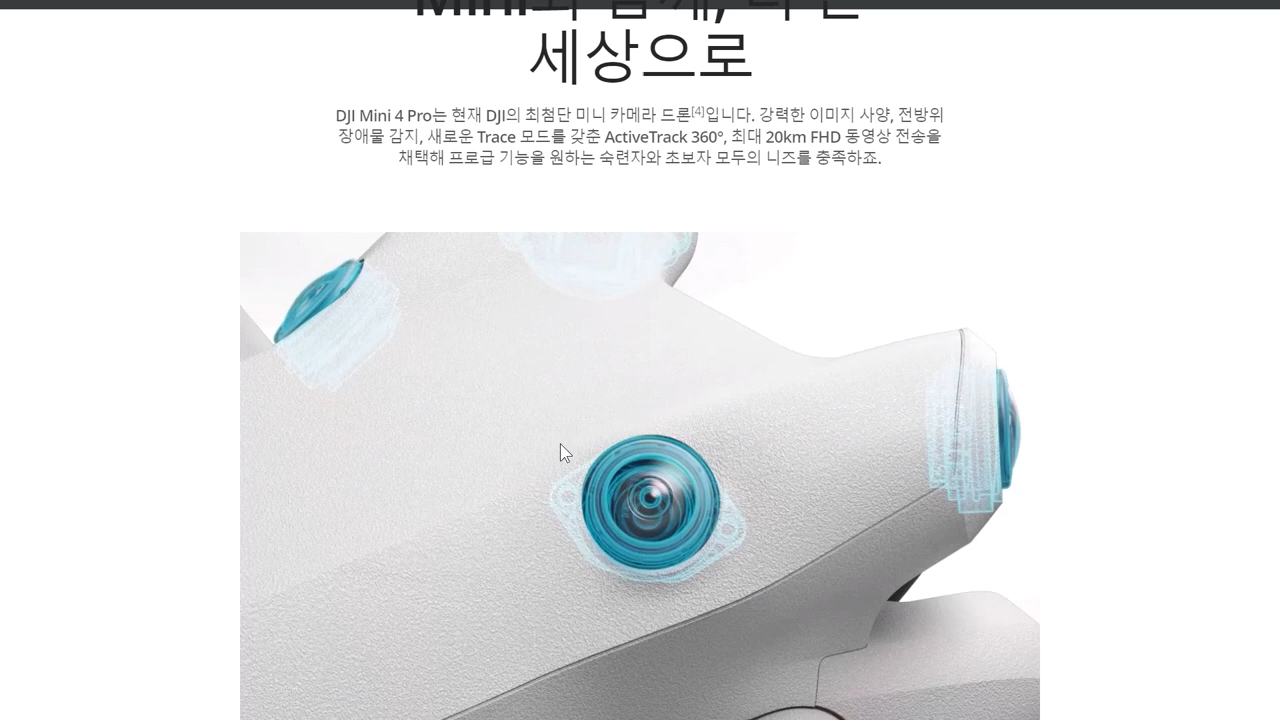 세상으로
DJI Mini 4 Pro는 현재 DJI의 최첨단 미니 카메라 드론[4]입니다. 강력한 이미지 사양, 전방위
장애물 감지, 새로운 Trace 모드를 갖춘 ActiveTrack 360°, 최대 20km FHD 동영상 전송을
채택해 프로급 기능을 원하는 숙련자와 초보자 모두의 니즈를 충족하죠.